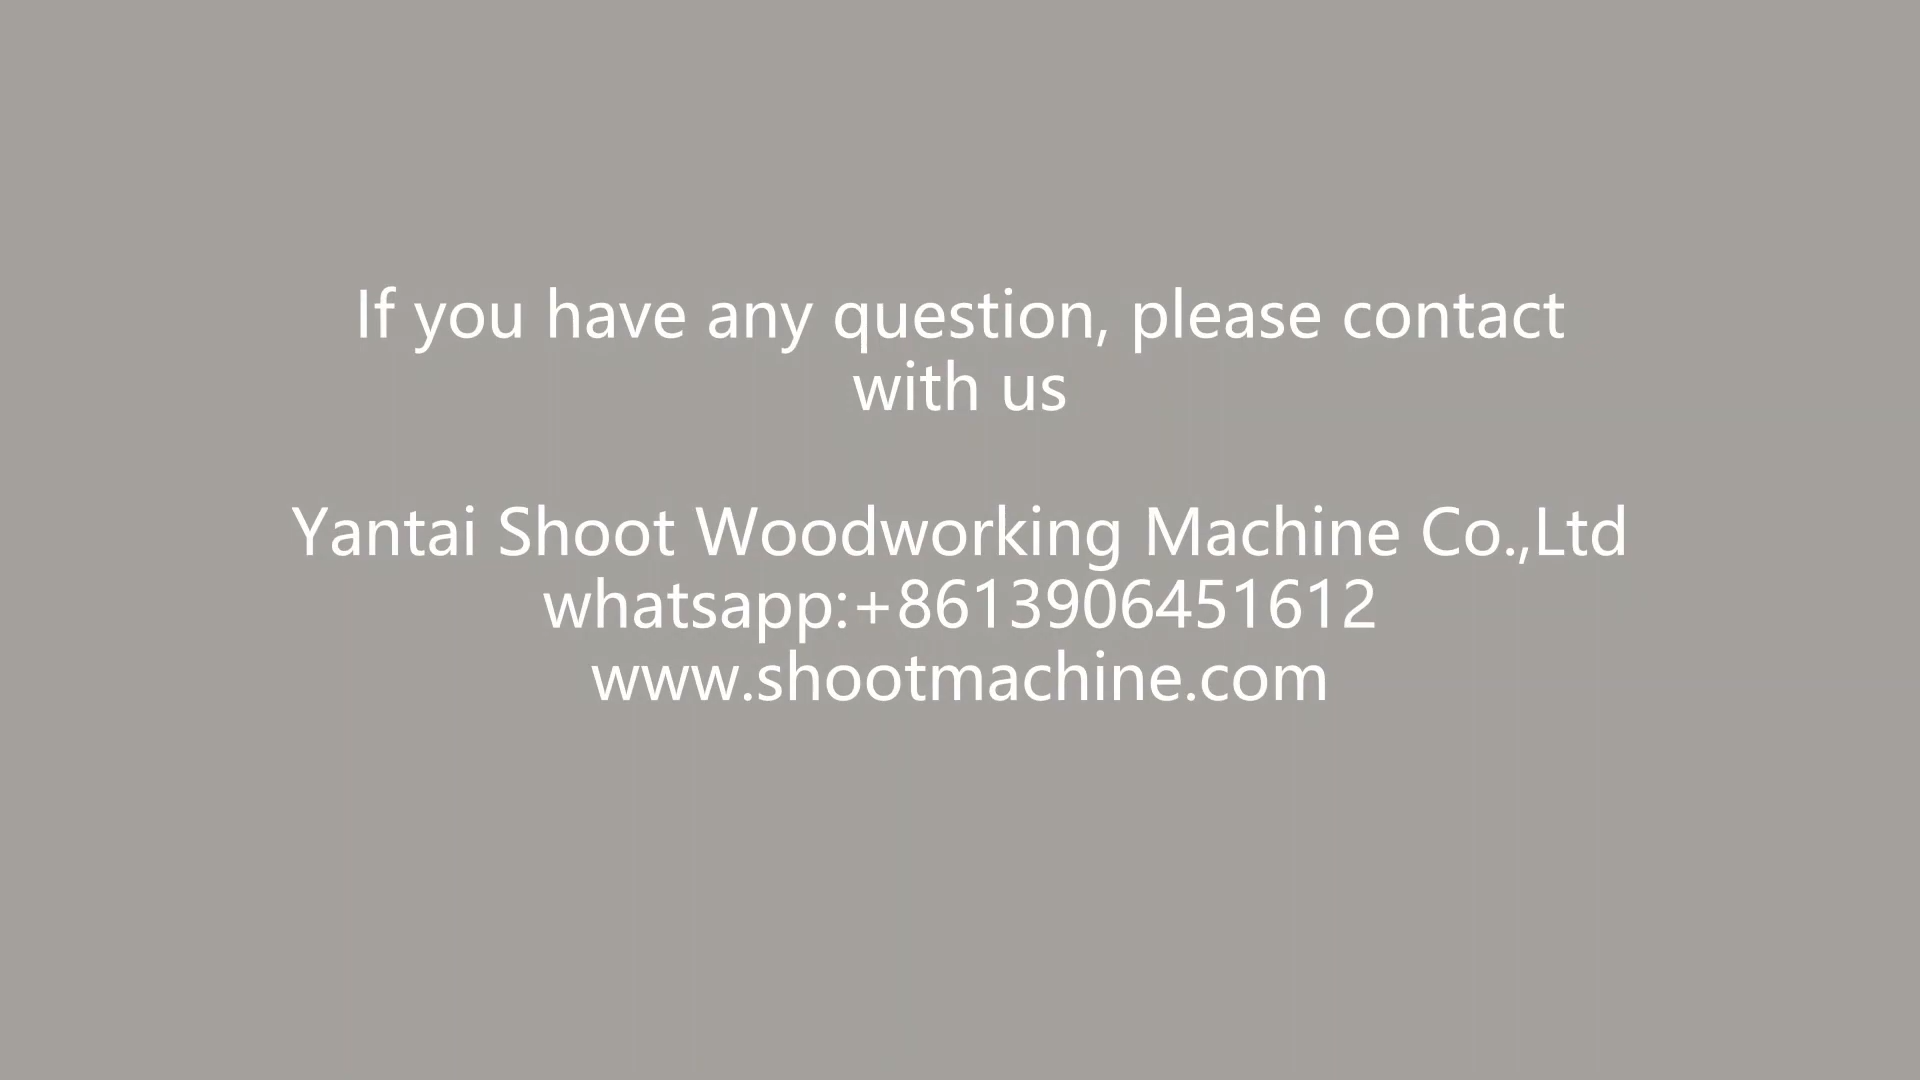 If you have any question, please contact
with us
Yantai Shoot Woodworking Machine Co.,Ltd
whatsapp:+8613906451612
www.shootmachine.com